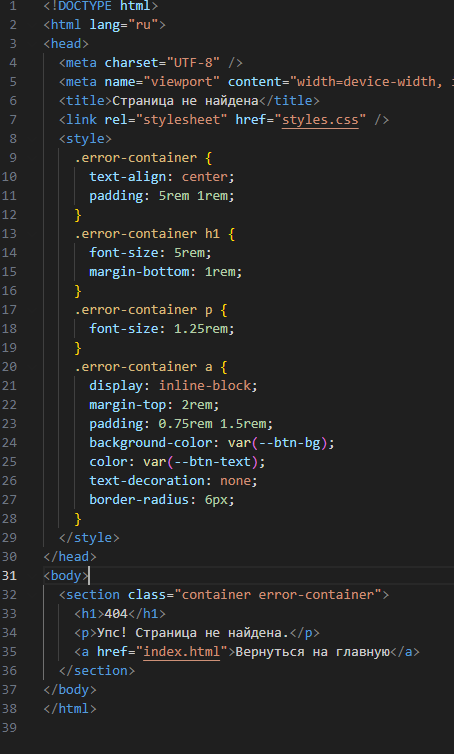 1 <!DOCTYPE html>
2 <html lang="ru">
3 <head>
4 <meta charset="UTF-8" />
5 <meta name="viewport" content="width=device-width,
6 <title>Страница не найдена</title>
7 <link rel="stylesheet" href="styles.css" />
8 <style>
9 .error-container {
10 text-align: center;
11 padding: 5rem 1rem;
12 }
13 .error-container h1 {
14 font-size: 5rem;
15 margin-bottom: 1rem;
16 }
17 .error-container p {
18 font-size: 1.25rem;
19 }
20 .error-container a {
21 display: inline-block;
22 margin-top: 2rem;
23 padding: 0.75rem 1.5rem;
24 background-color: var(--btn-bg);
25 color: var(--btn-text);
26 text-decoration: none;
27 border-radius: 6px;
28 }
29 </style>
30 </head>
31 <body>
32 <section class="container error-container">
33 <h1>404</h1>
34 <p>Упс! Страница не найдена.</p>
35 <a href="index.html">Вернуться на главную</a>
36 </section>
37 </body>
38 </html>
39